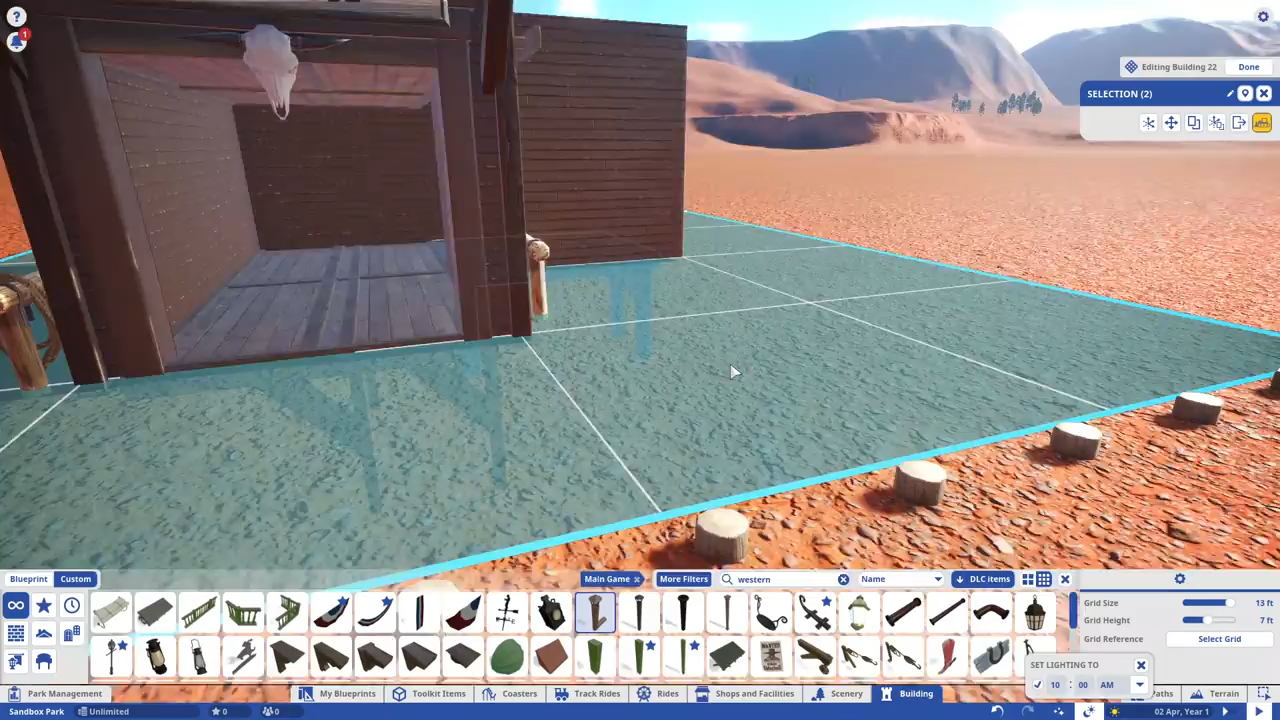 ?
1
Editing Building 22 Done
SELECTION (2)
Blueprint Custom
Main Game × More Filters western Name DLC items
Grid Size 13 ft
Grid Height 7 ft
Grid Reference Select Grid
SET LIGHTING TO
10 : 00 AM
Park Management My Blueprints Toolkit Items Coasters Track Rides Rides Shops and Facilities Scenery Building Paths Terrain
Sandbox Park Unlimited 0 0 02 Apr, Year 1